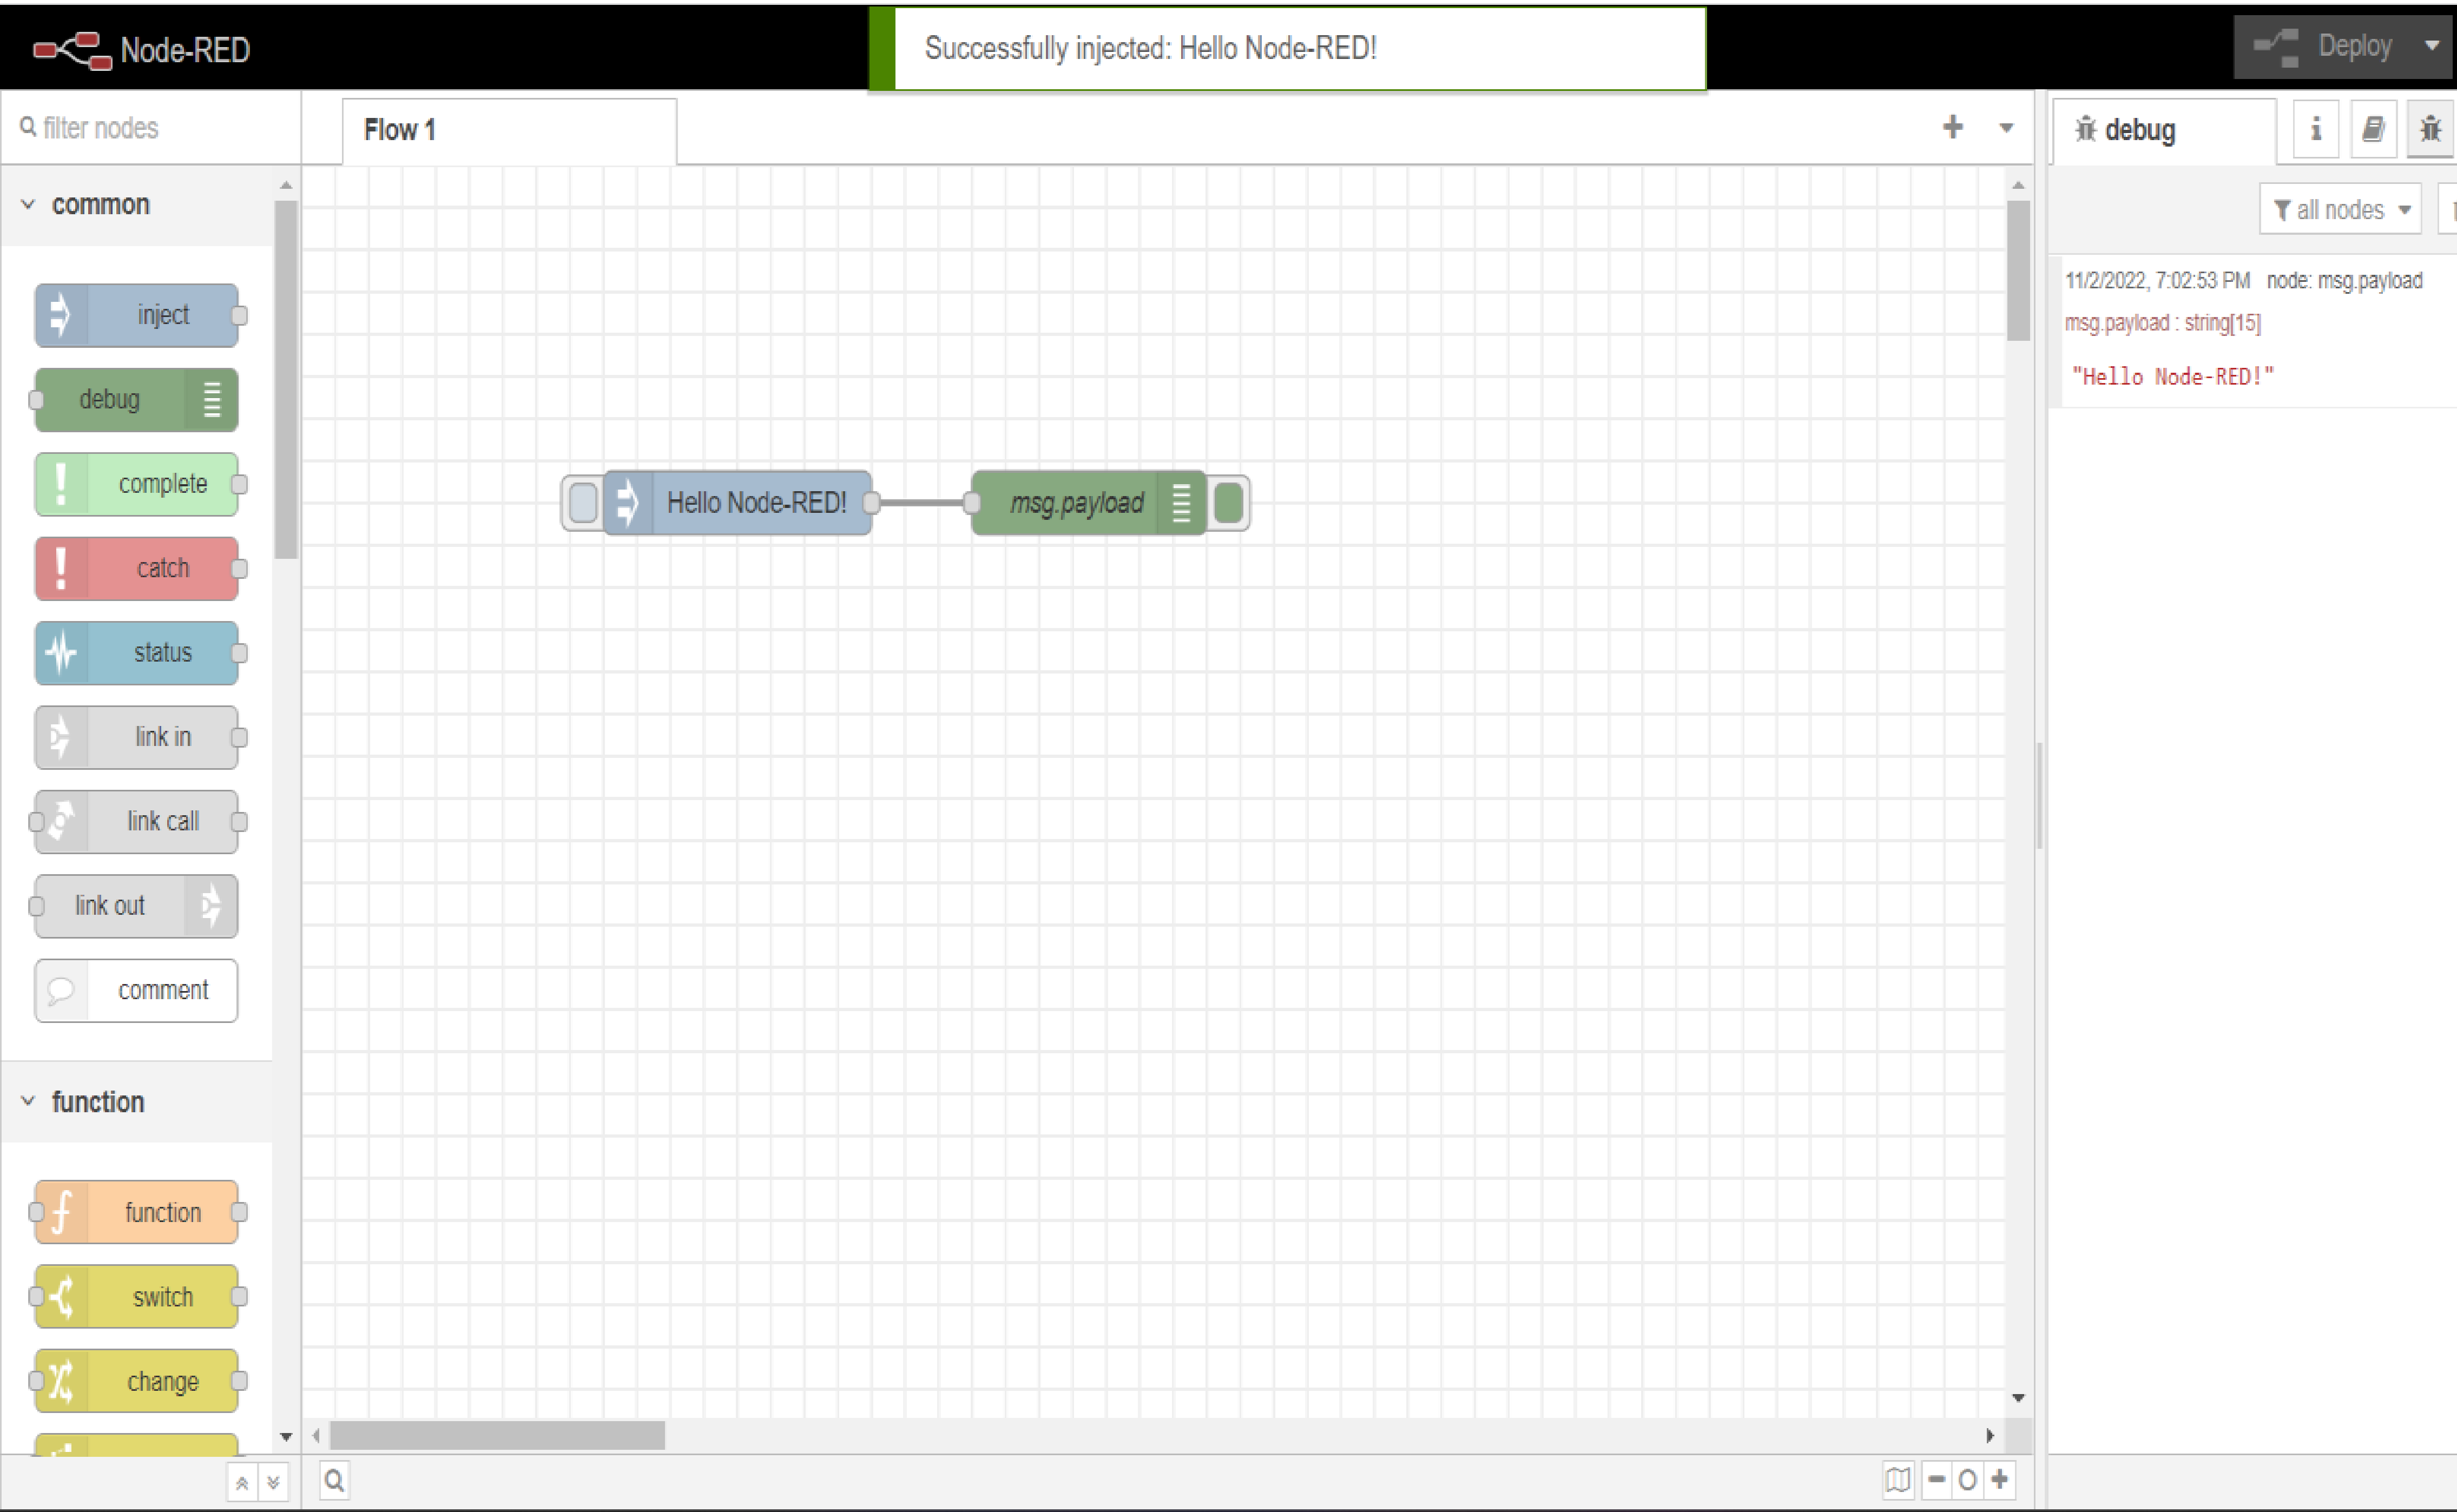 Node-RED
Successfully injected: Hello Node-RED!
Deploy
filter nodes
Flow 1
debug
i
common
all nodes
11/2/2022, 7:02:53 PM node: msg.payload
msg.payload : string[15]
"Hello Node-RED!"
inject
debug
complete
catch
status
link in
link call
link out
comment
Hello Node-RED!
msg.payload
function
function
switch
change